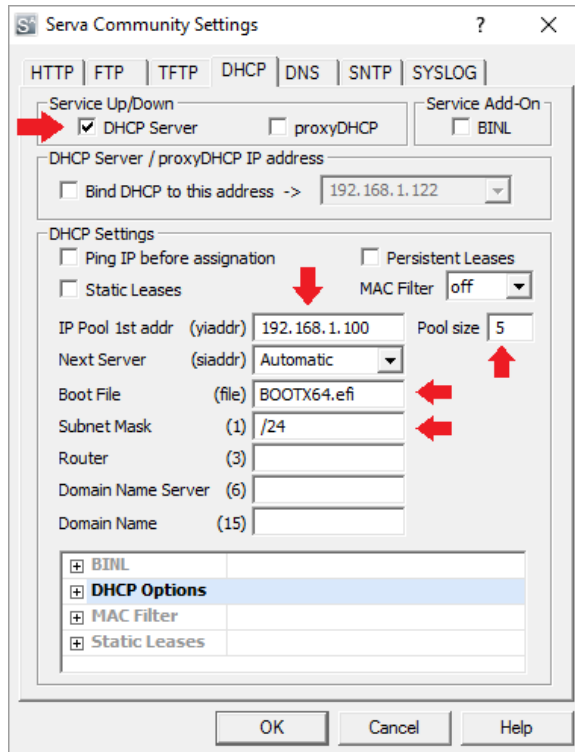 Serva Community Settings
HTTP FTP TFTP DHCP DNS SNTP SYSLOG
Service Up/Down Service Add-On
DHCP Server proxyDHCP BINL
DHCP Server / proxyDHCP IP address
Bind DHCP to this address -> 192.168.1.122
DHCP Settings
Ping IP before assignation Persistent Leases
Static Leases MAC Filter off
IP Pool 1st addr (yiaddr) 192.168.1.100 Pool size 5
Next Server (siaddr) Automatic
Boot File (file) BOOTX64.efi
Subnet Mask (1) /24
Router (3)
Domain Name Server (6)
Domain Name (15)
BINL
DHCP Options
MAC Filter
Static Leases
OK Cancel Help